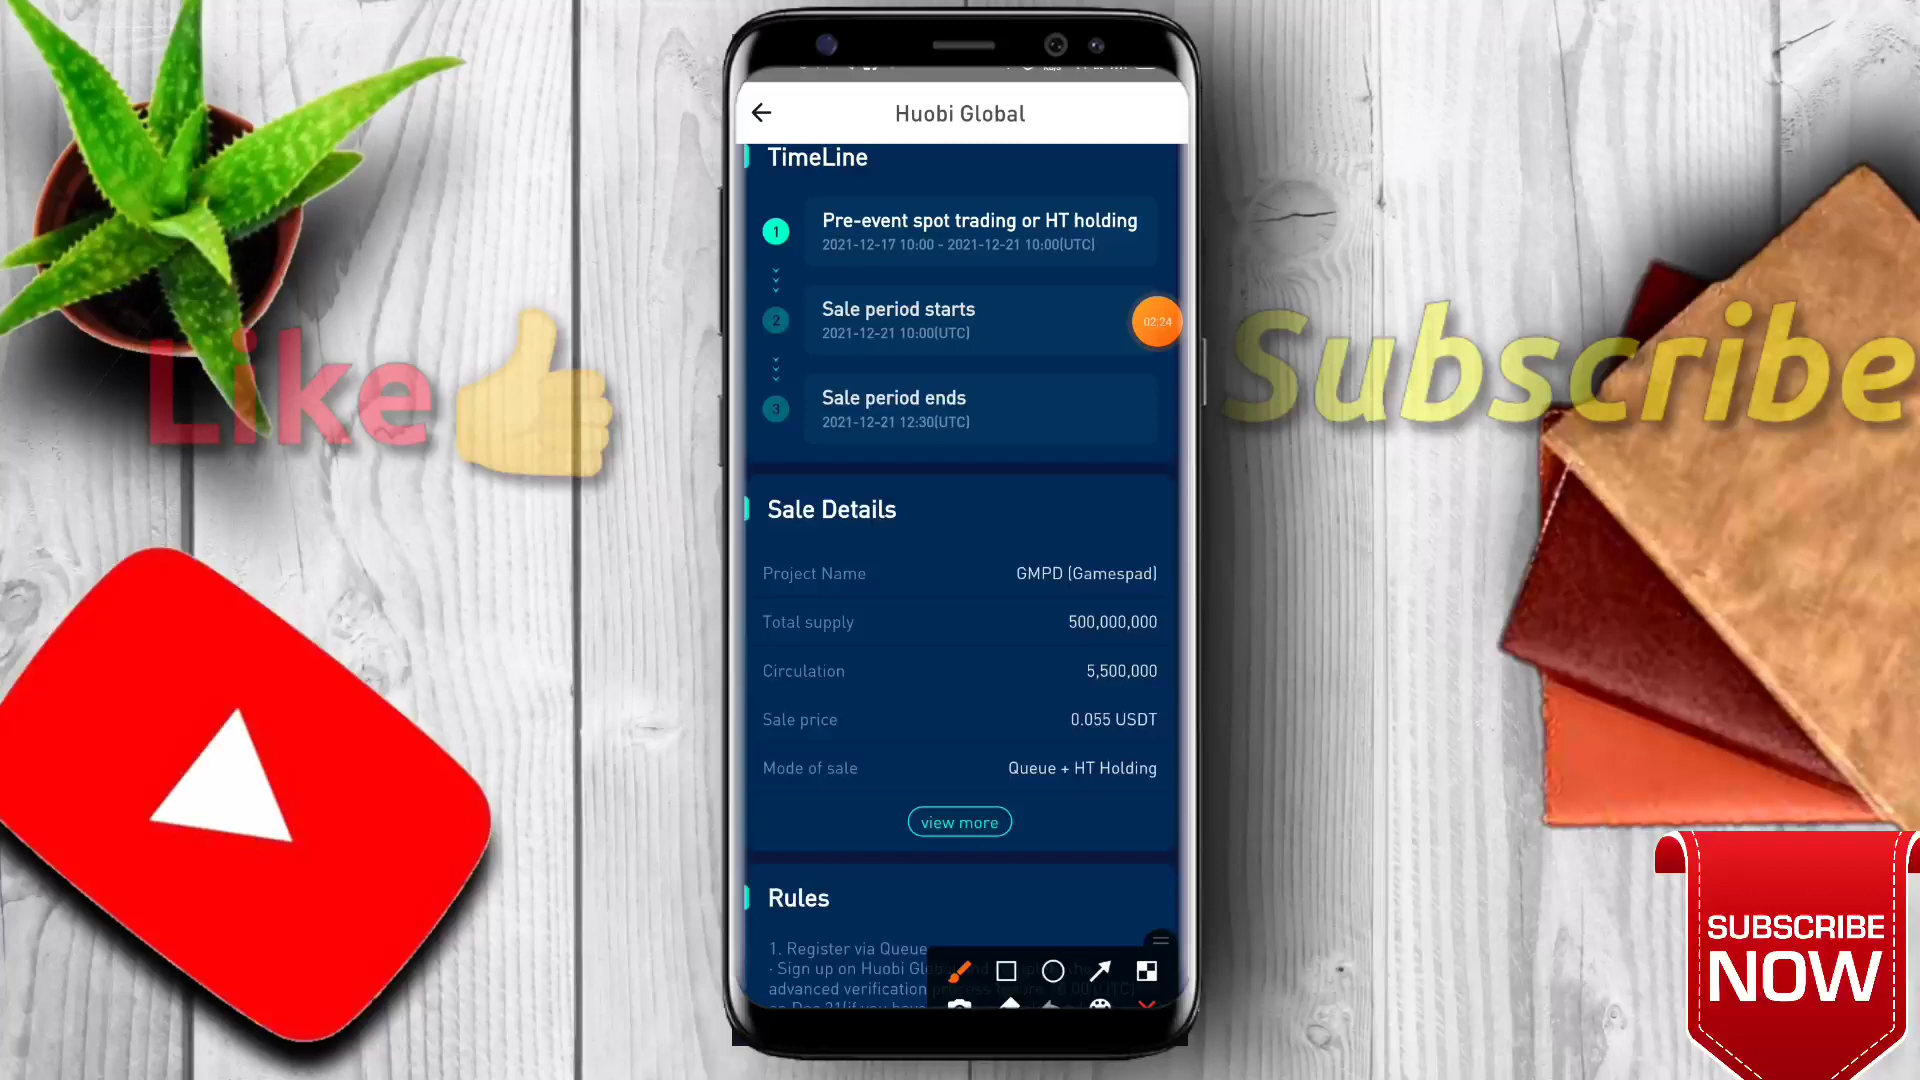 Huobi Global
TimeLine
1
Pre-event spot trading or HT holding
2021-12-17 10:00 - 2021-12-21 10:00(UTC)
2
Sale period starts
2021-12-21 10:00(UTC)
02:24
3
Sale period ends
2021-12-21 12:30(UTC)
Like
Subscribe
Sale Details
Project Name GMPD (Gamespad)
Total supply 500,000,000
Circulation 5,500,000
Sale price 0.055 USDT
Mode of sale Queue + HT Holding
view more
Rules
1. Register via Queue
· Sign up on Huobi
advanced verification
SUBSCRIBE
NOW